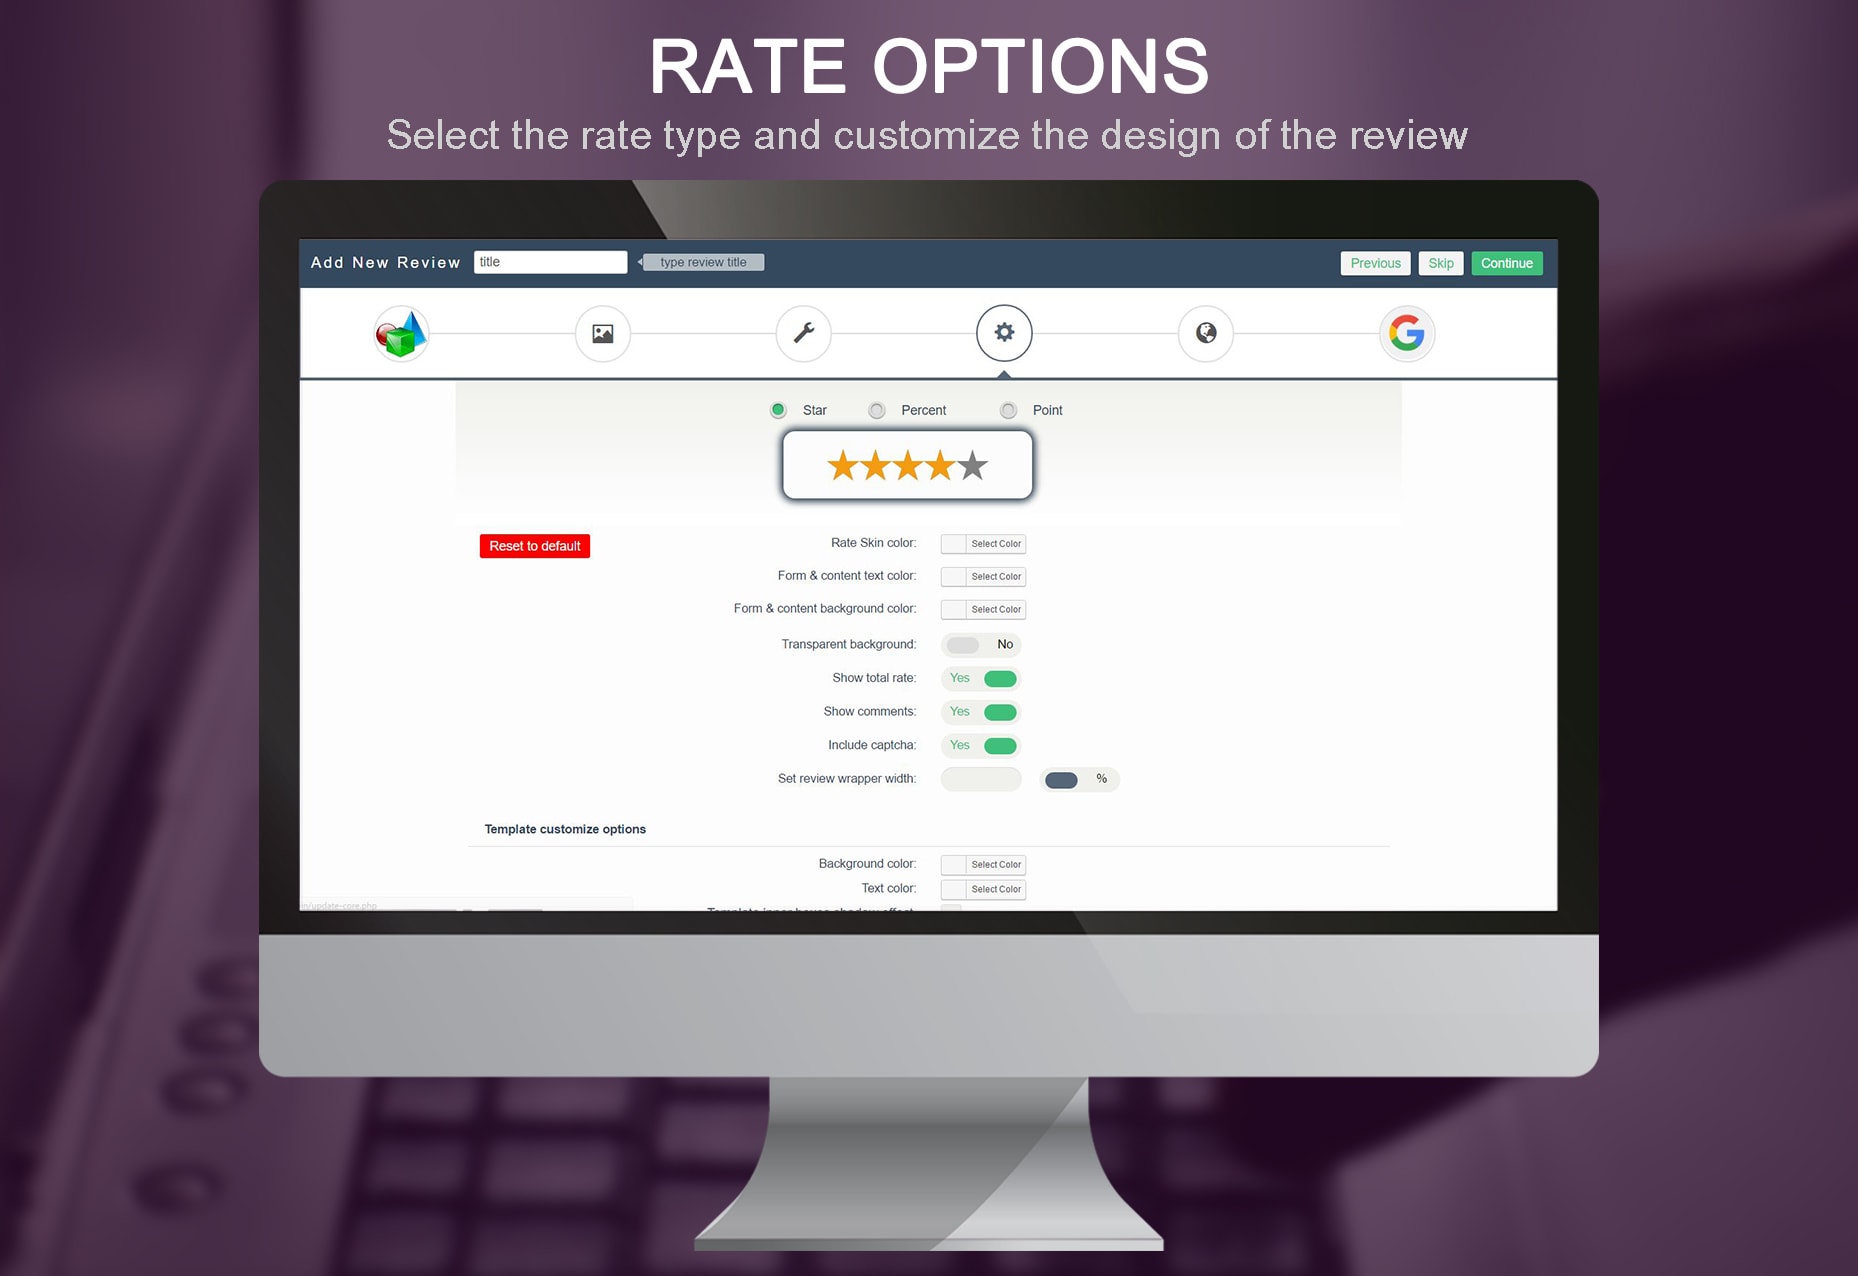 RATE OPTIONS
Select the rate type and customize the design of the review
Add New Review title type review title Previous Skip Continue
Star Percent Point
Reset to default
Rate Skin color: Select Color
Form & content text color: Select Color
Form & content background color: Select Color
Transparent background: No
Show total rate: Yes
Show comments: Yes
Include captcha: Yes
Set review wrapper width: %
Template customize options
Background color: Select Color
Text color: Select Color
/update-core.php